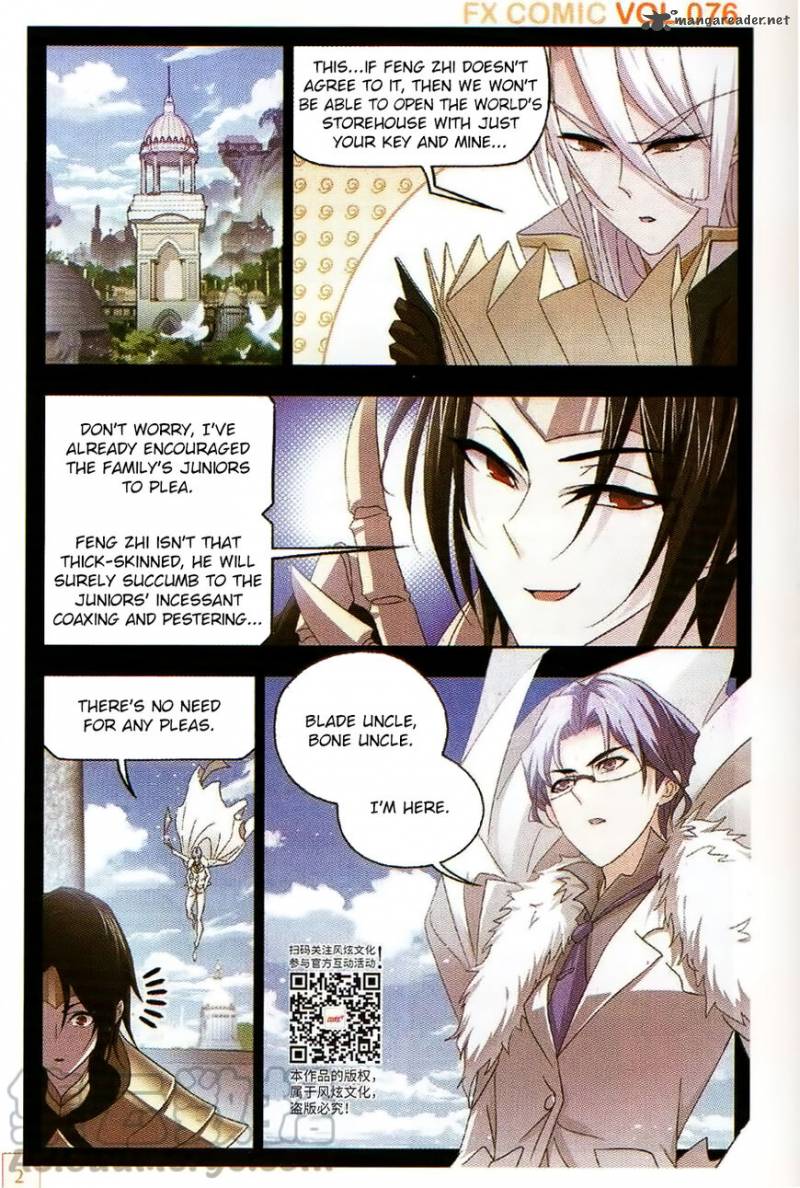 FX COMIC VOL.076
mangareader.net
THIS...IF FENG ZHI DOESN'T
AGREE TO IT, THEN WE WON'T
BE ABLE TO OPEN THE WORLD'S
STOREHOUSE WITH JUST
YOUR KEY AND MINE...
DON'T WORRY, I'VE
ALREADY ENCOURAGED
THE FAMILY'S JUNIORS
TO PLEA.
FENG ZHI ISN'T THAT
THICK-SKINNED, HE WILL
SURELY SUCCUMB TO THE
JUNIORS' INCESSANT
COAXING AND PESTERING...
THERE'S NO NEED
FOR ANY PLEAS.
BLADE UNCLE,
BONE UNCLE.
I'M HERE.
扫码关注风炫文化!
参与官方互动活动!
本作品的版权,
属于风炫文化,
盗版必究!
2